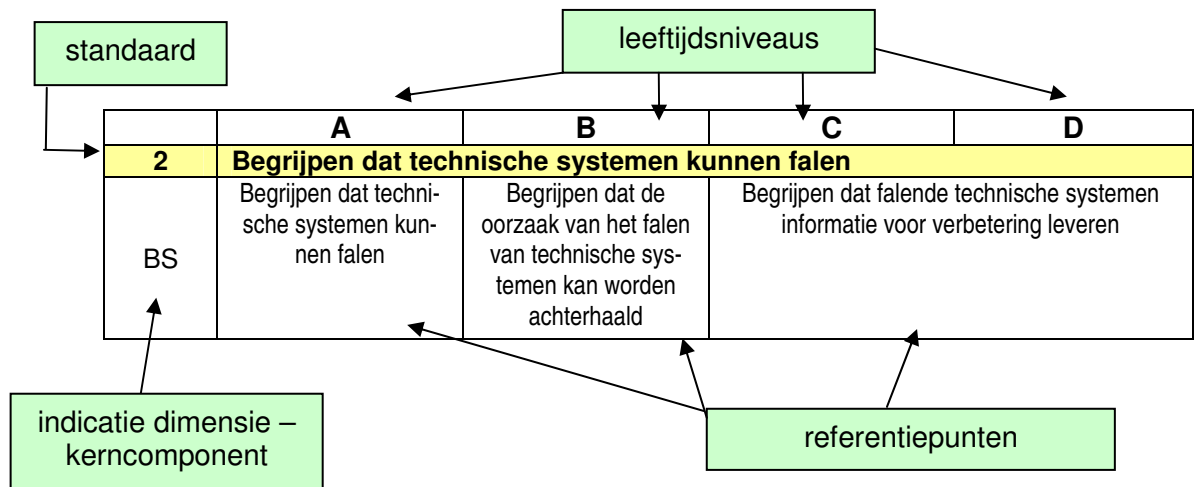 standaard
leeftijdsniveaus
A B C D
2 Begrijpen dat technische systemen kunnen falen
BS
Begrijpen dat techni-
sche systemen kun-
nen falen
Begrijpen dat de
oorzaak van het falen
van technische sys-
temen kan worden
achterhaald
Begrijpen dat falende technische systemen
informatie voor verbetering leveren
indicatie dimensie –
kerncomponent
referentiepunten